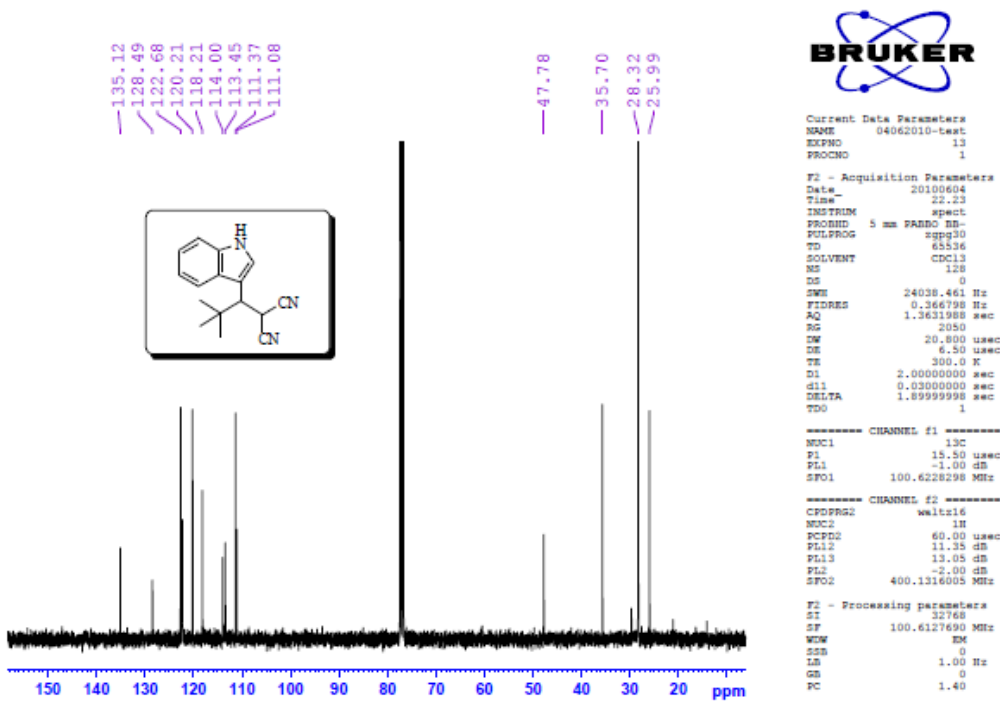 135.12
128.49
122.68
120.21
118.21
114.00
113.45
111.37
111.08
47.78
35.70
28.32
25.99
H
N
CN
CN
150 140 130 120 110 100 90 80 70 60 50 40 30 20 ppm
BRUKER
Current Data Parameters
NAME 04062010-test
EXPNO 13
PROCNO 1
F2 - Acquisition Parameters
Date_ 20100604
Time 22.23
INSTRUM spect
PROBHD 5 mm PABBO BB-
PULPROG zgpg30
TD 65536
SOLVENT CDCl3
NS 128
DS 0
SWH 24038.461 Hz
FIDRES 0.366798 Hz
AQ 1.3631988 sec
RG 2050
DW 20.800 usec
DE 6.50 usec
TE 300.0 K
D1 2.00000000 sec
d11 0.03000000 sec
DELTA 1.89999998 sec
TD0 1
======== CHANNEL f1 ========
NUC1 13C
P1 15.50 usec
PL1 -1.00 dB
SFO1 100.6228298 MHz
======== CHANNEL f2 ========
CPDPRG2 waltz16
NUC2 1H
PCPD2 60.00 usec
PL12 11.35 dB
PL13 13.05 dB
PL2 -2.00 dB
SFO2 400.1316005 MHz
F2 - Processing parameters
SI 32768
SF 100.6127690 MHz
WDW EM
SSB 0
LB 1.00 Hz
GB 0
PC 1.40